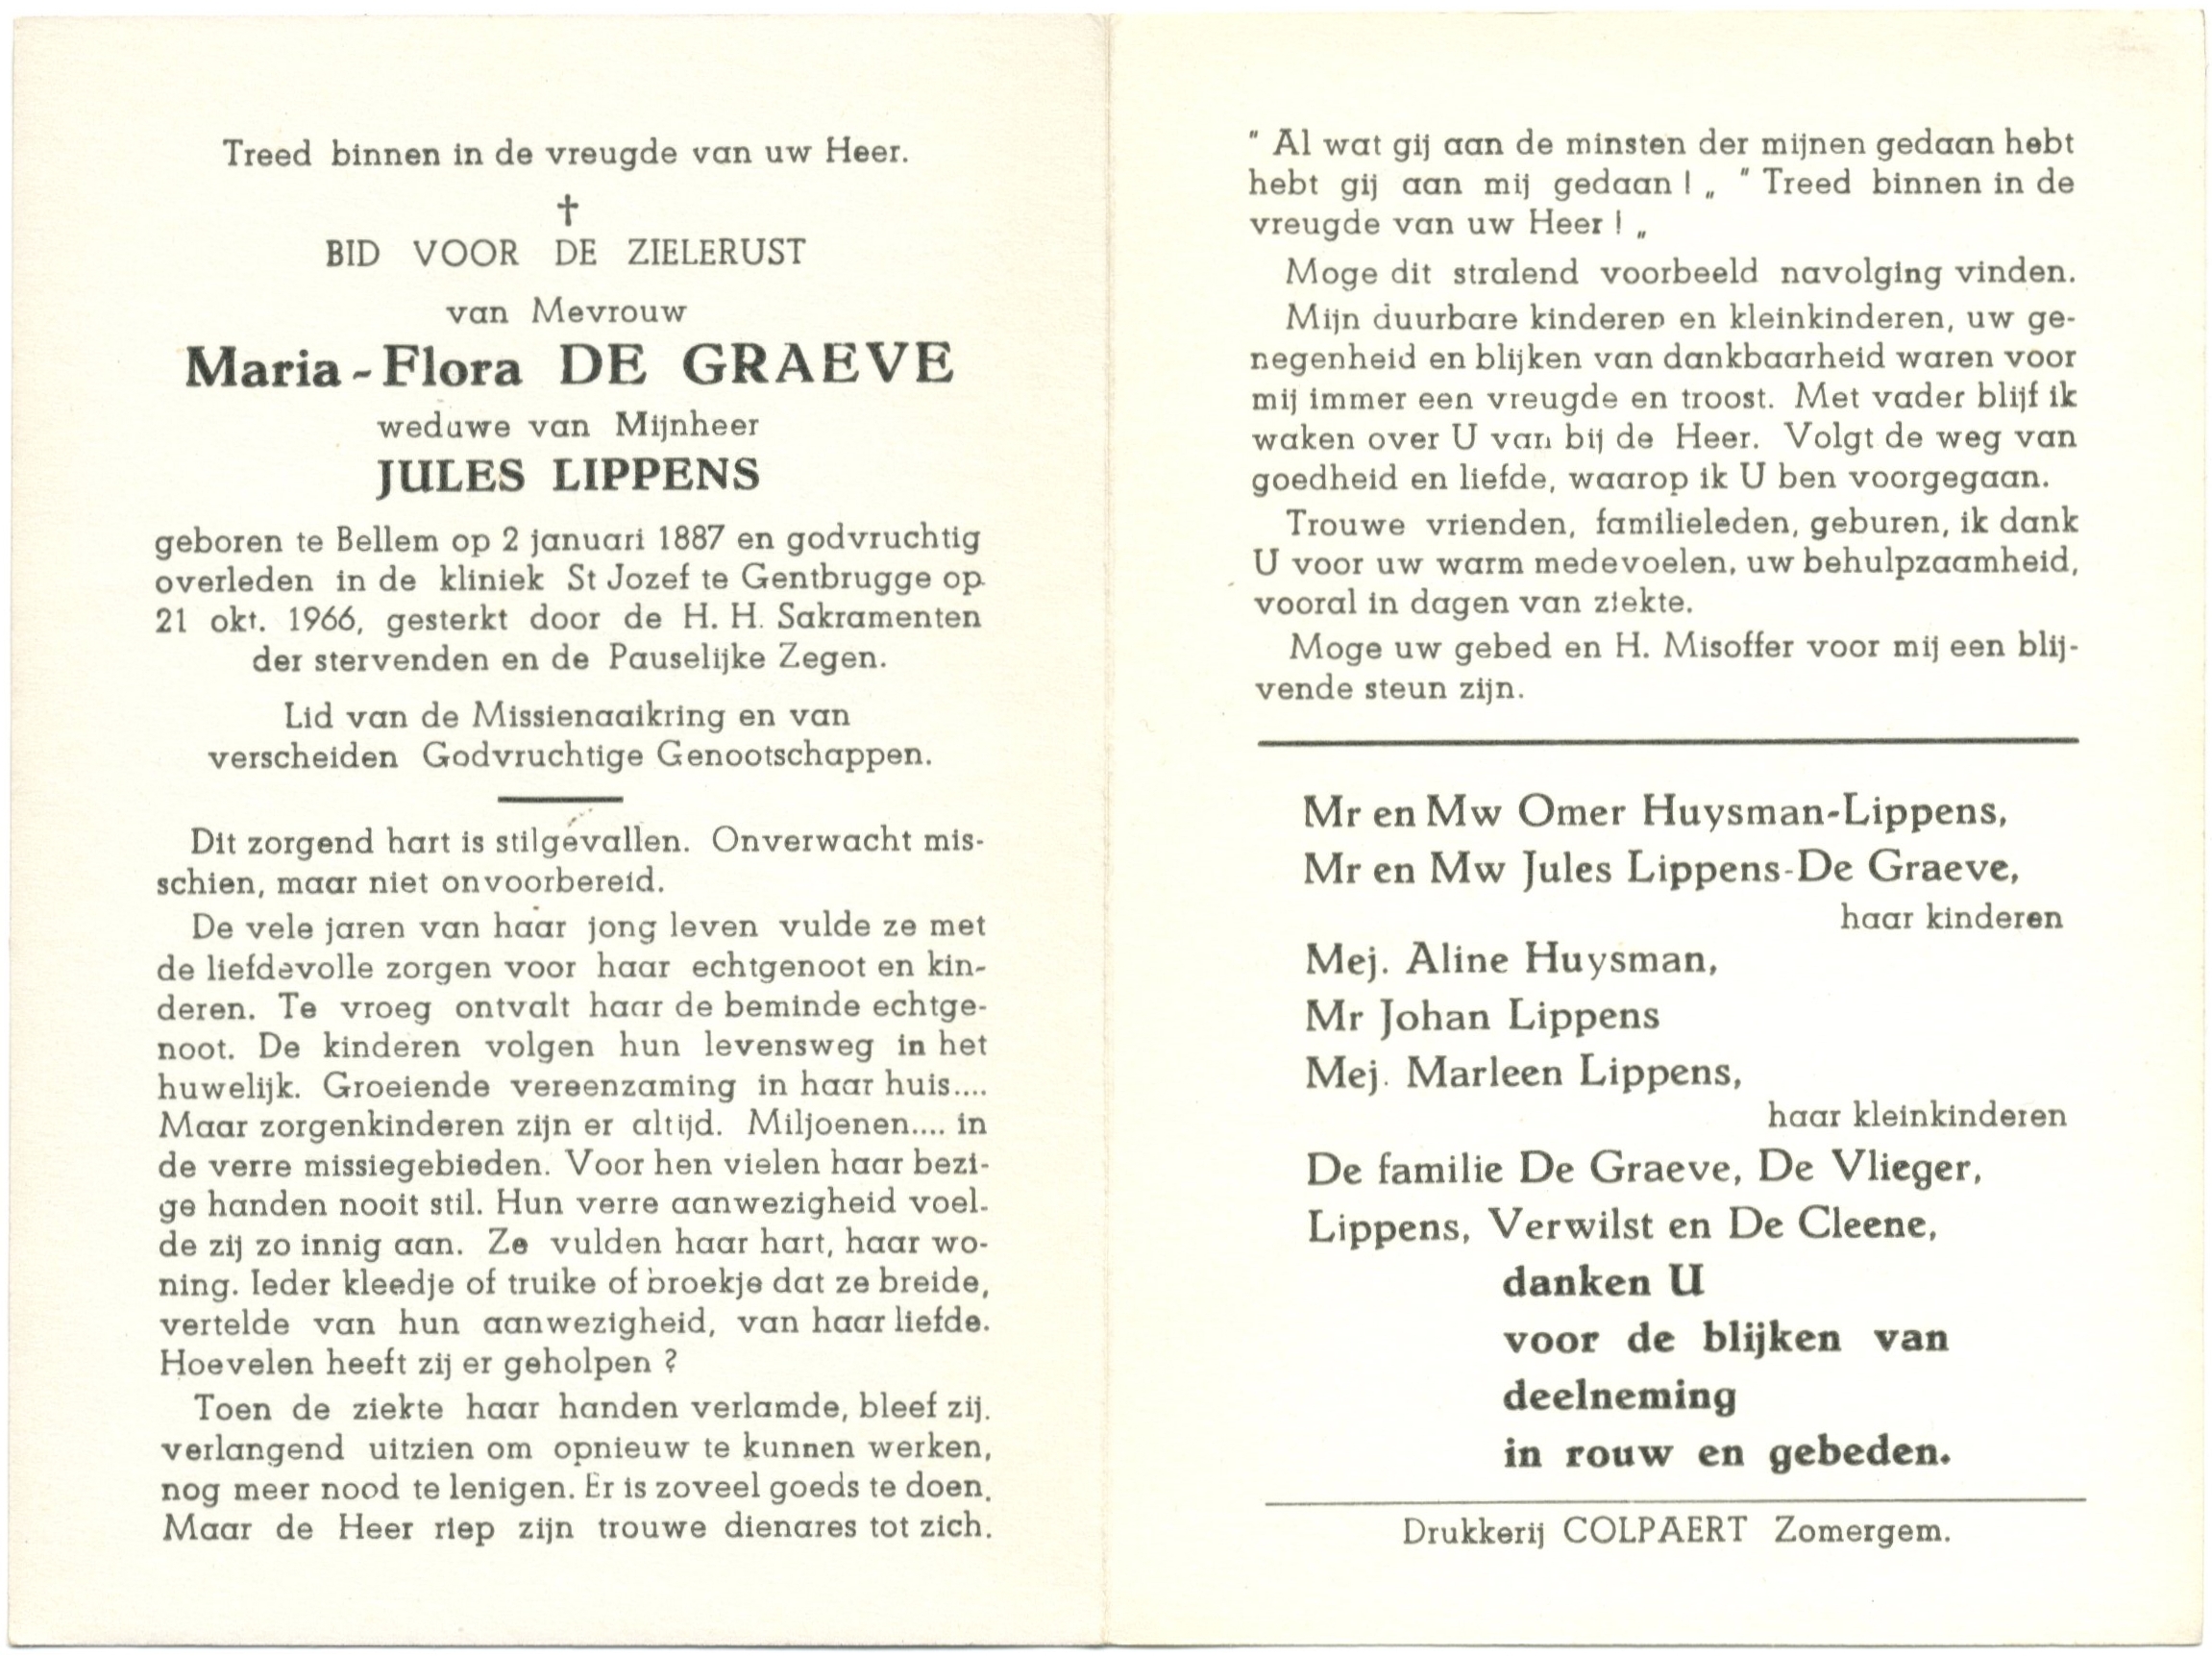 Treed binnen in de vreugde van uw Heer.
†
BID VOOR DE ZIELERUST
van Mevrouw
Maria-Flora DE GRAEVE
weduwe van Mijnheer
JULES LIPPENS
geboren te Bellem op 2 januari 1887 en godvruchtig
overleden in de kliniek St Jozef te Gentbrugge op
21 okt. 1966, gesterkt door de H. H. Sakramenten
der stervenden en de Pauselijke Zegen.
Lid van de Missienaaikring en van
verscheiden Godvruchtige Genootschappen.
Dit zorgend hart is stilgevallen. Onverwacht mis-
schien, maar niet onvoorbereid.
De vele jaren van haar jong leven vulde ze met
de liefdevolle zorgen voor haar echtgenoot en kin-
deren. Te vroeg ontvalt haar de beminde echtge-
noot. De kinderen volgen hun levensweg in het
huwelijk. Groeiende vereenzaming in haar huis....
Maar zorgenkinderen zijn er altijd. Miljoenen.... in
de verre missiegebieden. Voor hen vielen haar bezi-
ge handen nooit stil. Hun verre aanwezigheid voel-
de zij zo innig aan. Ze vulden haar hart, haar wo-
ning. Ieder kleedje of truike of broekje dat ze breide,
vertelde van hun aanwezigheid, van haar liefde.
Hoevelen heeft zij er geholpen ?
Toen de ziekte haar handen verlamde, bleef zij.
verlangend uitzien om opnieuw te kunnen werken,
nog meer nood te lenigen. Er is zoveel goeds te doen.
Maar de Heer riep zijn trouwe dienares tot zich.
" Al wat gij aan de minsten der mijnen gedaan hebt
hebt gij aan mij gedaan ! „ " Treed binnen in de
vreugde van uw Heer ! „
Moge dit stralend voorbeeld navolging vinden.
Mijn duurbare kinderen en kleinkinderen, uw ge-
negenheid en blijken van dankbaarheid waren voor
mij immer een vreugde en troost. Met vader blijf ik
waken over U van bij de Heer. Volgt de weg van
goedheid en liefde, waarop ik U ben voorgegaan.
Trouwe vrienden, familieleden, geburen, ik dank
U voor uw warm medevoelen, uw behulpzaamheid,
vooral in dagen van ziekte.
Moge uw gebed en H. Misoffer voor mij een blij-
vende steun zijn.
Mr en Mw Omer Huysman-Lippens,
Mr en Mw Jules Lippens-De Graeve,
haar kinderen
Mej. Aline Huysman,
Mr Johan Lippens
Mej. Marleen Lippens,
haar kleinkinderen
De familie De Graeve, De Vlieger,
Lippens, Verwilst en De Cleene,
danken U
voor de blijken van
deelneming
in rouw en gebeden.
Drukkerij COLPAERT Zomergem.